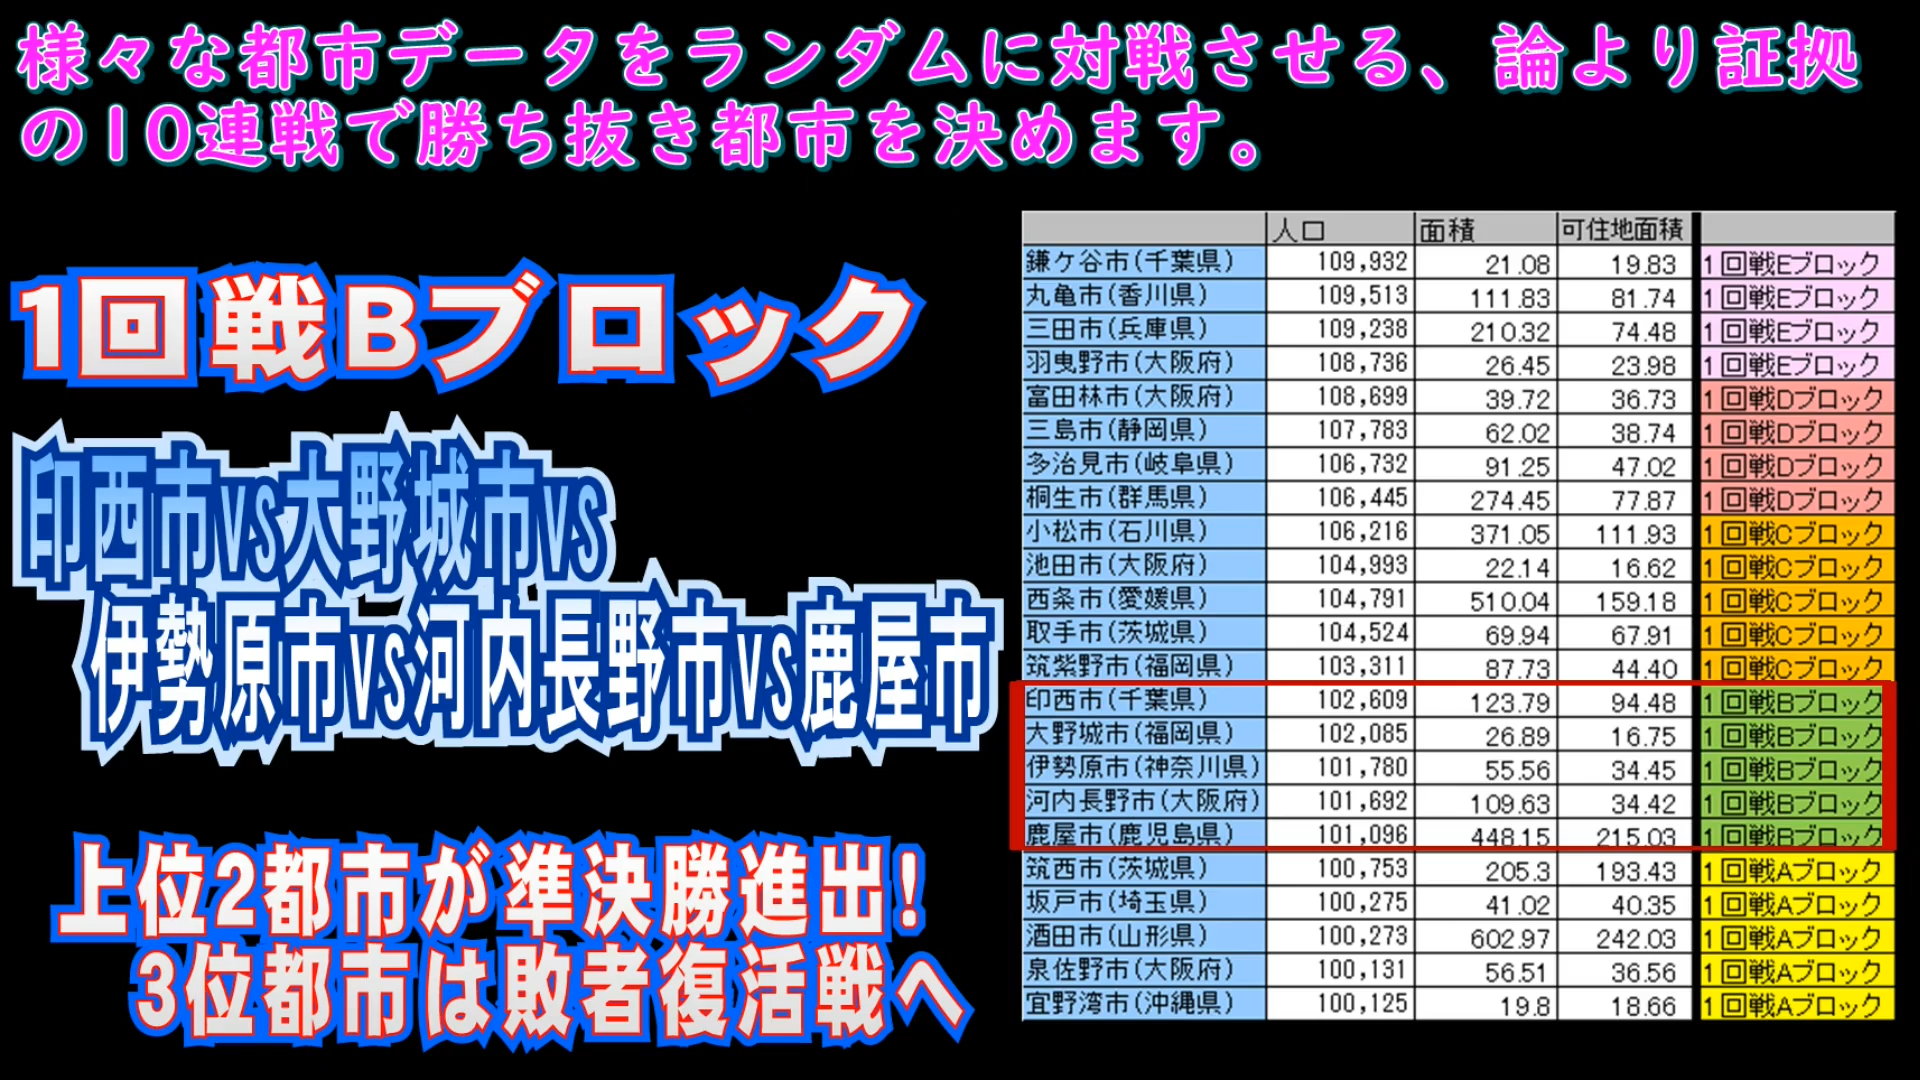 様々な都市データをランダムに対戦させる、論より証拠
の10連戦で勝ち抜き都市を決めます。
1回戦Bブロック
印西市vs大野城市vs
伊勢原市vs河内長野市vs鹿屋市
上位2都市が準決勝進出!
3位都市は敗者復活戦へ
人口 面積 可住地面積
鎌ケ谷市(千葉県) 109,932 21.08 19.83 1回戦Eブロック
丸亀市(香川県) 109,513 111.83 81.74 1回戦Eブロック
三田市(兵庫県) 109,238 210.32 74.48 1回戦Eブロック
羽曳野市(大阪府) 108,736 26.45 23.98 1回戦Eブロック
富田林市(大阪府) 108,699 39.72 36.73 1回戦Dブロック
三島市(静岡県) 107,783 62.02 38.74 1回戦Dブロック
多治見市(岐阜県) 106,732 91.25 47.02 1回戦Dブロック
桐生市(群馬県) 106,445 274.45 77.87 1回戦Dブロック
小松市(石川県) 106,216 371.05 111.93 1回戦Cブロック
池田市(大阪府) 104,993 22.14 16.62 1回戦Cブロック
西条市(愛媛県) 104,791 510.04 159.18 1回戦Cブロック
取手市(茨城県) 104,524 69.94 67.91 1回戦Cブロック
筑紫野市(福岡県) 103,311 87.73 44.40 1回戦Cブロック
印西市(千葉県) 102,609 123.79 94.48 1回戦Bブロック
大野城市(福岡県) 102,085 26.89 16.75 1回戦Bブロック
伊勢原市(神奈川県) 101,780 55.56 34.45 1回戦Bブロック
河内長野市(大阪府) 101,692 109.63 34.42 1回戦Bブロック
鹿屋市(鹿児島県) 101,096 448.15 215.03 1回戦Bブロック
筑西市(茨城県) 100,753 205.3 193.43 1回戦Aブロック
坂戸市(埼玉県) 100,275 41.02 40.35 1回戦Aブロック
酒田市(山形県) 100,273 602.97 242.03 1回戦Aブロック
泉佐野市(大阪府) 100,131 56.51 36.56 1回戦Aブロック
宜野湾市(沖縄県) 100,125 19.8 18.66 1回戦Aブロック